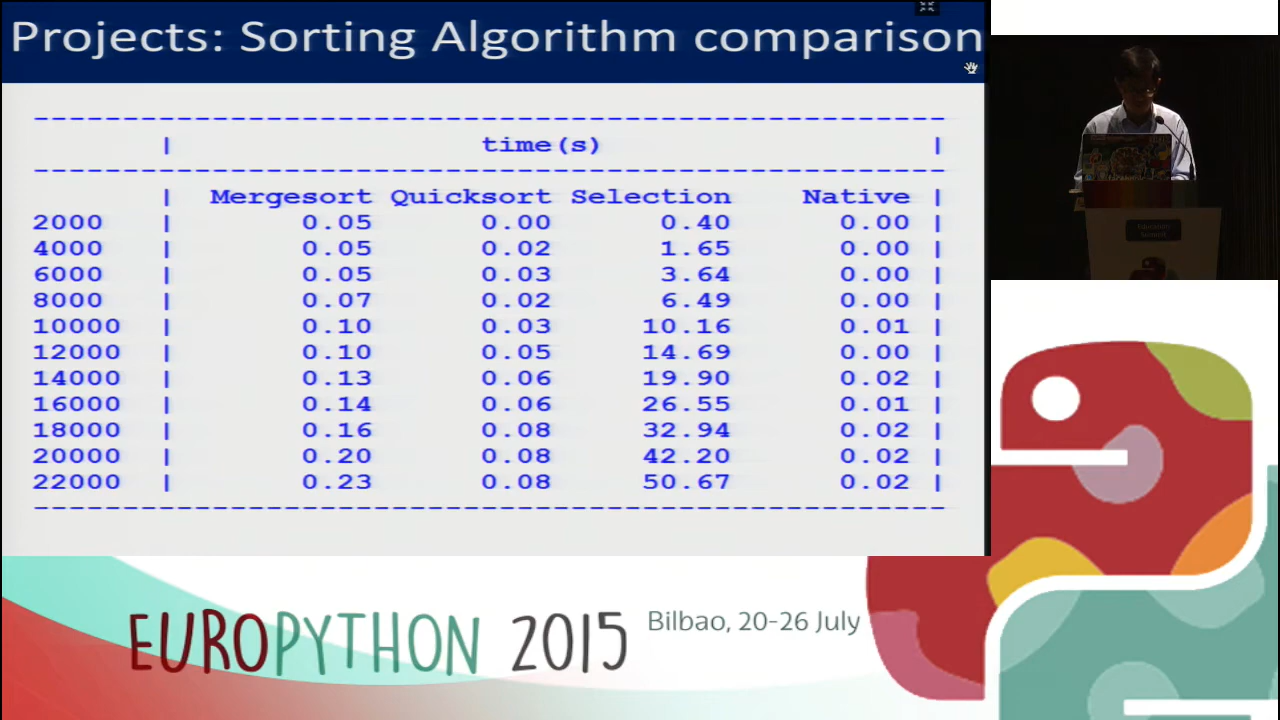 Projects: Sorting Algorithm comparison
time(s)
Mergesort Quicksort Selection Native
2000 | 0.05 0.00 0.40 0.00 |
4000 | 0.05 0.02 1.65 0.00 |
6000 | 0.05 0.03 3.64 0.00 |
8000 | 0.07 0.02 6.49 0.00 |
10000 | 0.10 0.03 10.16 0.01 |
12000 | 0.10 0.05 14.69 0.00 |
14000 | 0.13 0.06 19.90 0.02 |
16000 | 0.14 0.06 26.55 0.01 |
18000 | 0.16 0.08 32.94 0.02 |
20000 | 0.20 0.08 42.20 0.02 |
22000 | 0.23 0.08 50.67 0.02 |
Education
Summit
EUROPYTHON 2015 Bilbao, 20-26 July